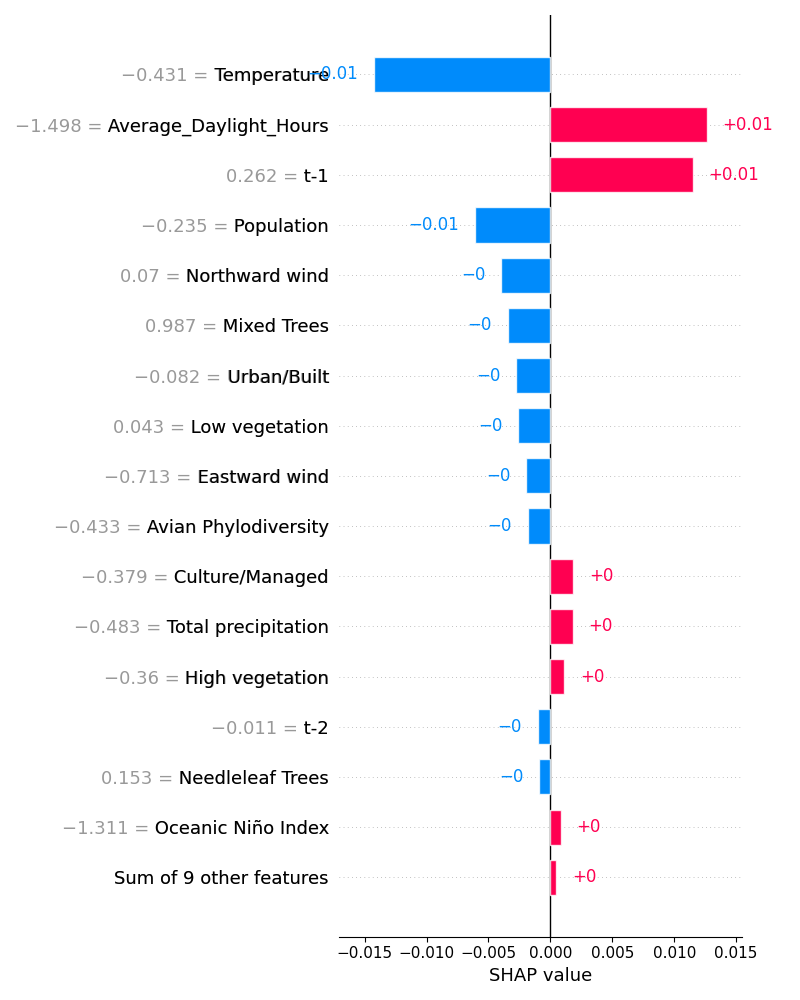 −0.431 = Temperature −0.01
−1.498 = Average_Daylight_Hours +0.01
0.262 = t-1 +0.01
−0.235 = Population −0.01
0.07 = Northward wind −0
0.987 = Mixed Trees −0
−0.082 = Urban/Built −0
0.043 = Low vegetation −0
−0.713 = Eastward wind −0
−0.433 = Avian Phylodiversity −0
−0.379 = Culture/Managed +0
−0.483 = Total precipitation +0
−0.36 = High vegetation +0
−0.011 = t-2 −0
0.153 = Needleleaf Trees −0
−1.311 = Oceanic Niño Index +0
Sum of 9 other features +0
−0.015 −0.010 −0.005 0.000 0.005 0.010 0.015
SHAP value